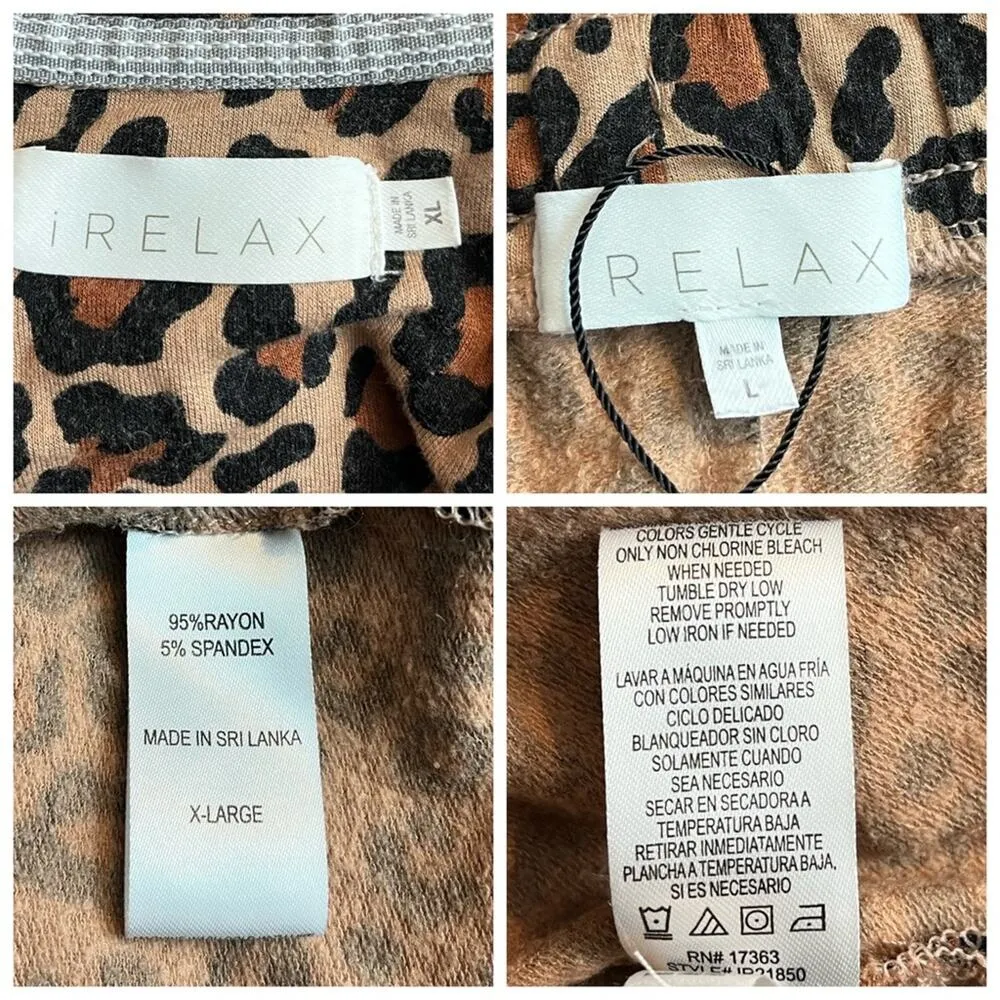 iRELAX
MADE IN
SRI LANKA
XL
RELAX
MADE IN
SRI LANKA
L
95%RAYON
5% SPANDEX
MADE IN SRI LANKA
X-LARGE
COLORS GENTLE CYCLE
ONLY NON CHLORINE BLEACH
WHEN NEEDED
TUMBLE DRY LOW
REMOVE PROMPTLY
LOW IRON IF NEEDED
LAVAR A MÁQUINA EN AGUA FRÍA
CON COLORES SIMILARES
CICLO DELICADO
BLANQUEADOR SIN CLORO
SOLAMENTE CUANDO
SEA NECESARIO
SECAR EN SECADORA A
TEMPERATURA BAJA
RETIRAR INMEDIATAMENTE
PLANCHA A TEMPERATURA BAJA,
SI ES NECESARIO
RN# 17363
STYLE# IR21850